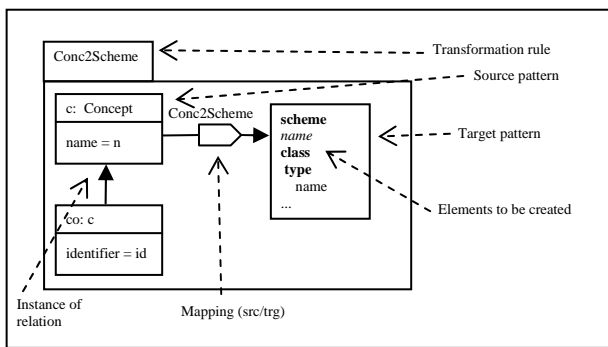 Conc2Scheme
Transformation rule
Source pattern
c: Concept
Conc2Scheme
name = n
scheme
name
class
type
name
...
Target pattern
Elements to be created
co: c
identifier = id
Instance of
relation
Mapping (src/trg)